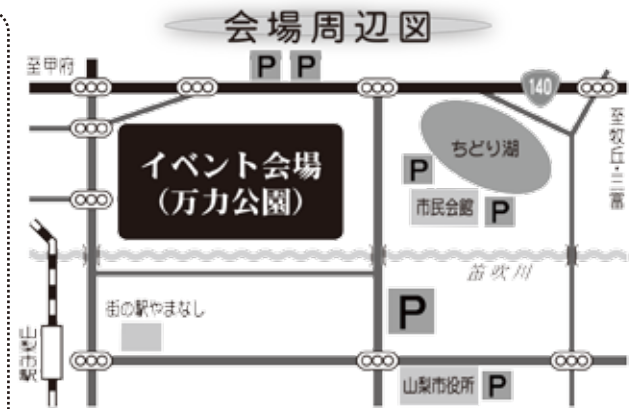 会場周辺図
至甲府
P P
140
至牧丘・三富
イベント会場
(万力公園)
ちどり湖
P
市民会館 P
笛吹川
街の駅やまなし
P
山梨市駅
山梨市役所 P